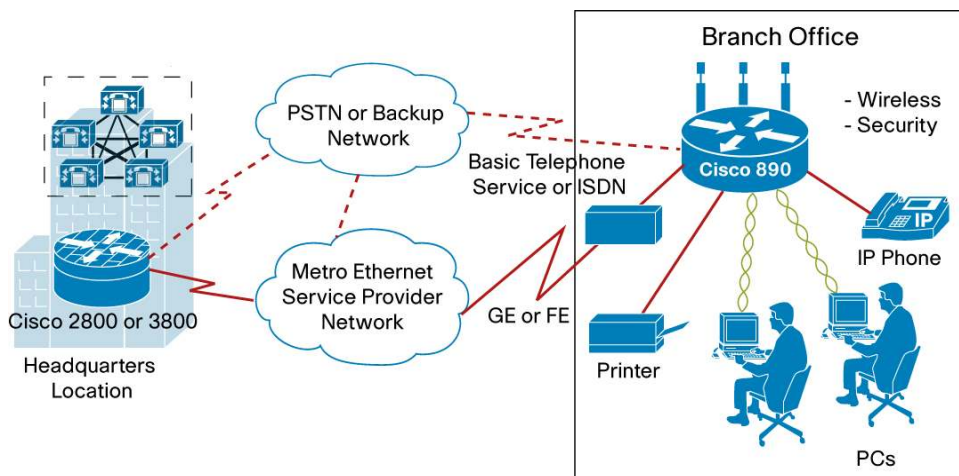 Branch Office
- Wireless
- Security
PSTN or Backup
Network
Basic Telephone
Service or ISDN
Cisco 890
IP
IP Phone
Metro Ethernet
Service Provider
Network
GE or FE
Cisco 2800 or 3800
Headquarters
Location
Printer
PCs